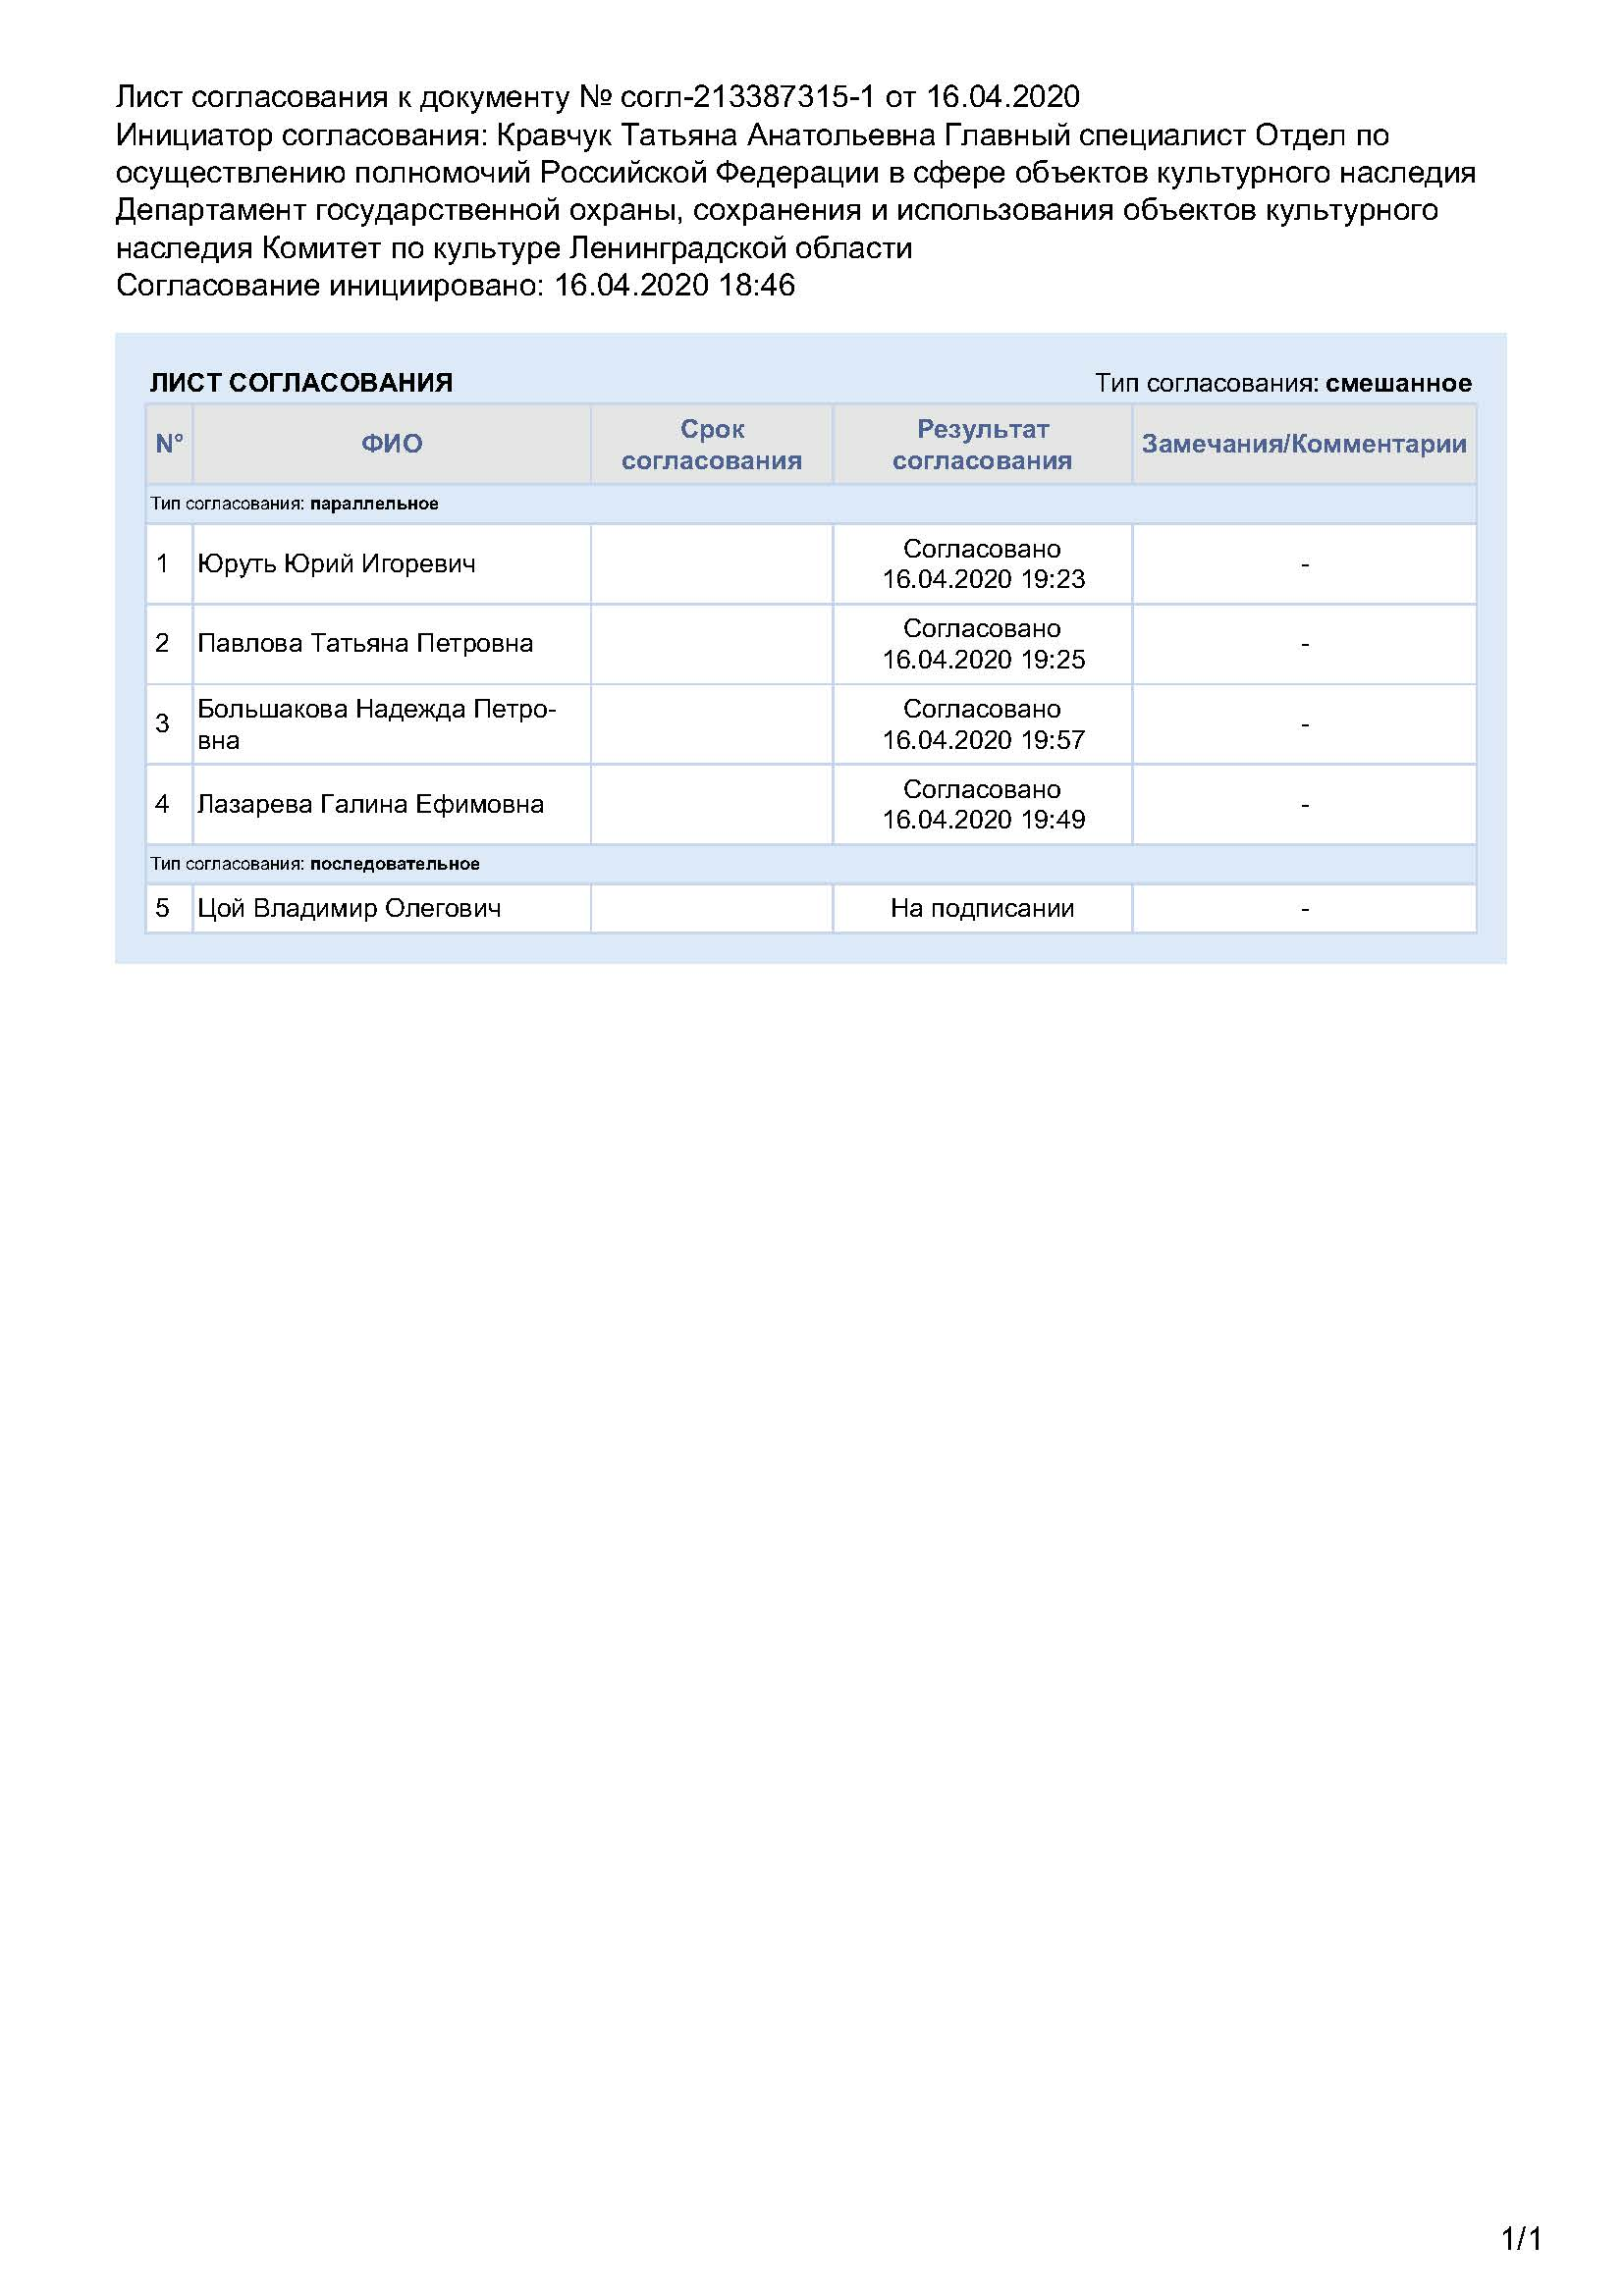 Лист согласования к документу № согл-213387315-1 от 16.04.2020
Инициатор согласования: Кравчук Татьяна Анатольевна Главный специалист Отдел по
осуществлению полномочий Российской Федерации в сфере объектов культурного наследия
Департамент государственной охраны, сохранения и использования объектов культурного
наследия Комитет по культуре Ленинградской области
Согласование инициировано: 16.04.2020 18:46
ЛИСТ СОГЛАСОВАНИЯ Тип согласования: смешанное
N° ФИО Срок согласования Результат согласования Замечания/Комментарии
Тип согласования: параллельное
1 Юруть Юрий Игоревич Согласовано
16.04.2020 19:23 -
2 Павлова Татьяна Петровна Согласовано
16.04.2020 19:25 -
3 Большакова Надежда Петро-
вна Согласовано
16.04.2020 19:57 -
4 Лазарева Галина Ефимовна Согласовано
16.04.2020 19:49 -
Тип согласования: последовательное
5 Цой Владимир Олегович На подписании -
1/1